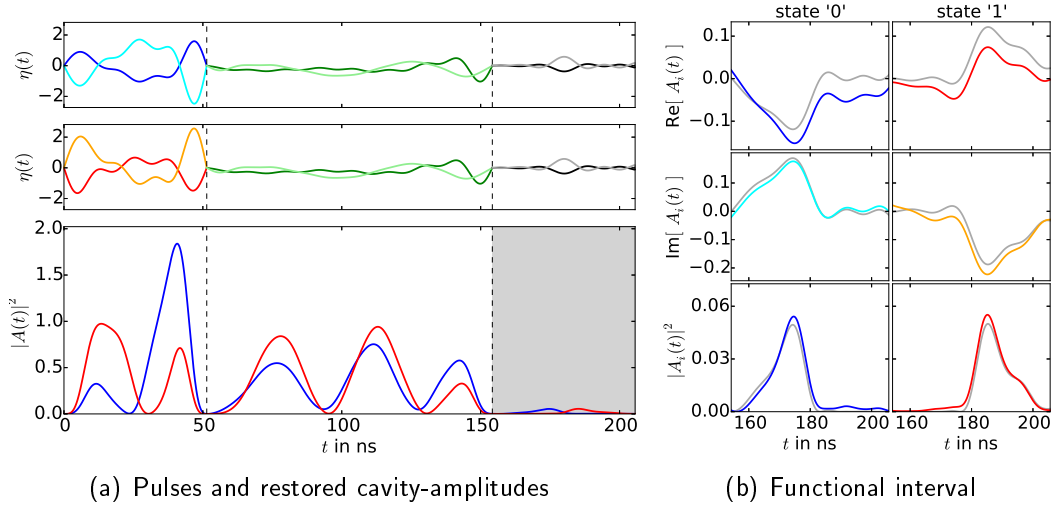 2
0
−2
η(t)
2
0
−2
η(t)
2.0
1.5
1.0
0.5
0.0
|A(t)|²
0 50 100 150 200
t in ns
(a) Pulses and restored cavity-amplitudes
state '0' state '1'
0.1
0.0
−0.1
Re[ A_i(t) ]
0.1
0.0
−0.1
−0.2
Im[ A_i(t) ]
0.06
0.03
0.00
|A_i(t)|²
160 180 200 160 180 200
t in ns t in ns
(b) Functional interval